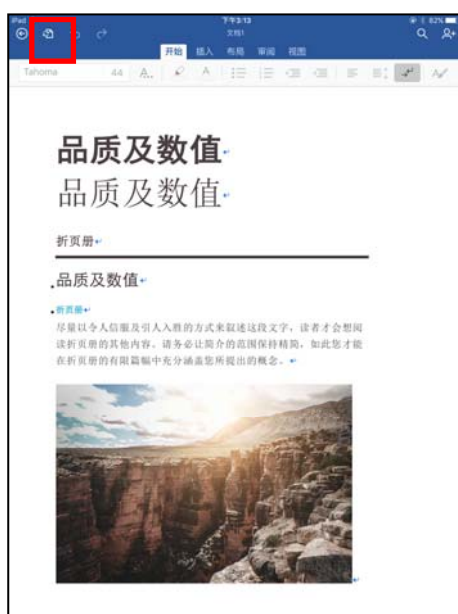 iPad
下午3:13
82%
文档1
开始 插入 布局 审阅 视图
Tahoma 44 A A
品质及数值
品质及数值
折页册
品质及数值
折页册
尽量以令人信服及引人入胜的方式来叙述这段文字，读者才会想阅
读折页册的其他内容。请务必让简介的范围保持精简，如此您才能
在折页册的有限篇幅中充分涵盖您所提出的概念。